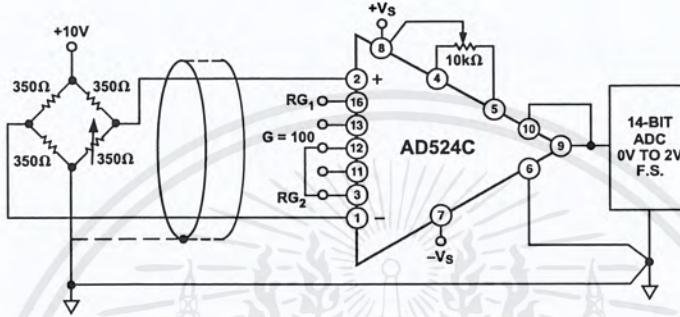 +10V
350Ω
350Ω
350Ω
350Ω
+VS
8
10kΩ
2
+
4
RG1
16
13
G = 100
12
11
RG2
3
1
–
5
10
9
6
7
–VS
AD524C
14-BIT
ADC
0V TO 2V
F.S.